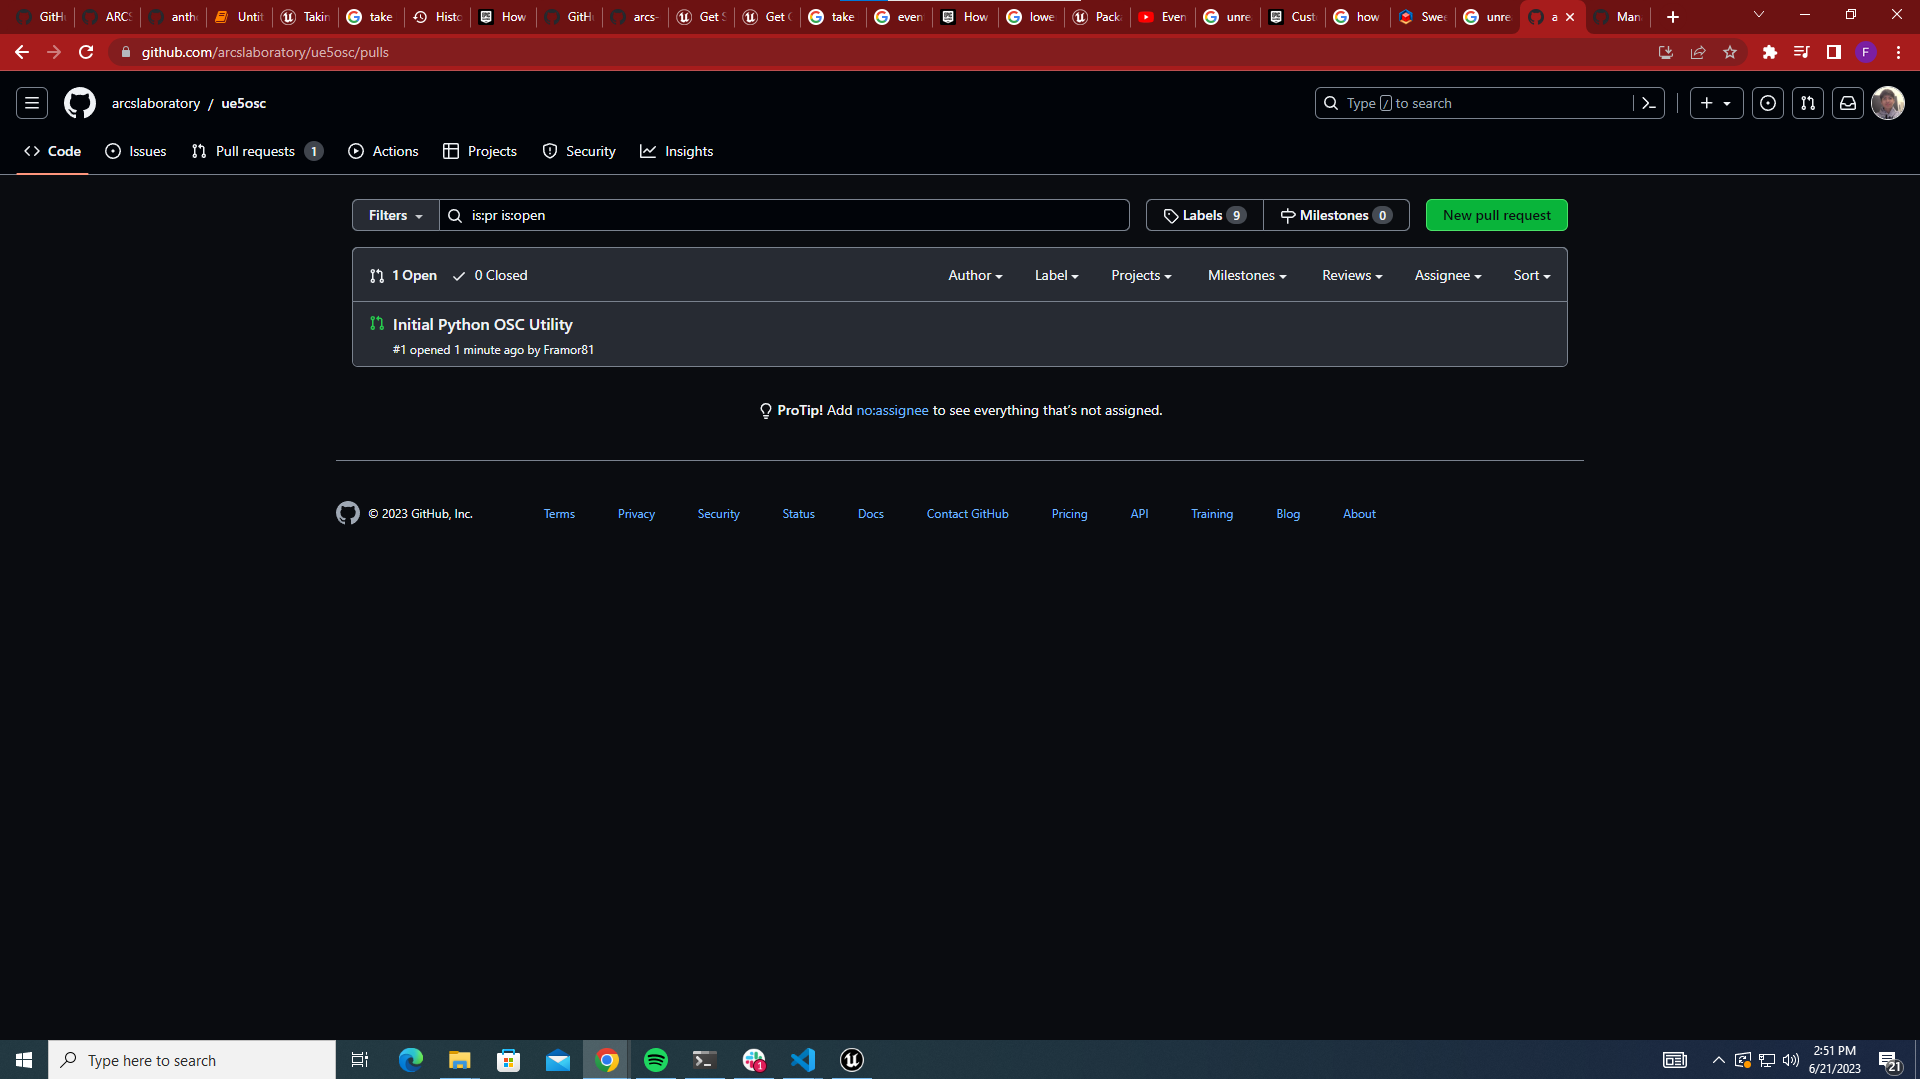 GitH
ARCS
anth
Untit
Takin
take
Histo
How
GitH
arcs-
Get S
Get C
take
even
How
lowe
Packa
Even
unre
Cust
how
Swee
unre
a
Man
github.com/arcslaboratory/ue5osc/pulls
F
arcslaboratory / ue5osc
Type / to search
Code
Issues
Pull requests 1
Actions
Projects
Security
Insights
Filters
is:pr is:open
Labels 9
Milestones 0
New pull request
1 Open
0 Closed
Author
Label
Projects
Milestones
Reviews
Assignee
Sort
Initial Python OSC Utility
#1 opened 1 minute ago by Framor81
ProTip! Add no:assignee to see everything that's not assigned.
© 2023 GitHub, Inc.
Terms
Privacy
Security
Status
Docs
Contact GitHub
Pricing
API
Training
Blog
About
Type here to search
1
2:51 PM
6/21/2023
21